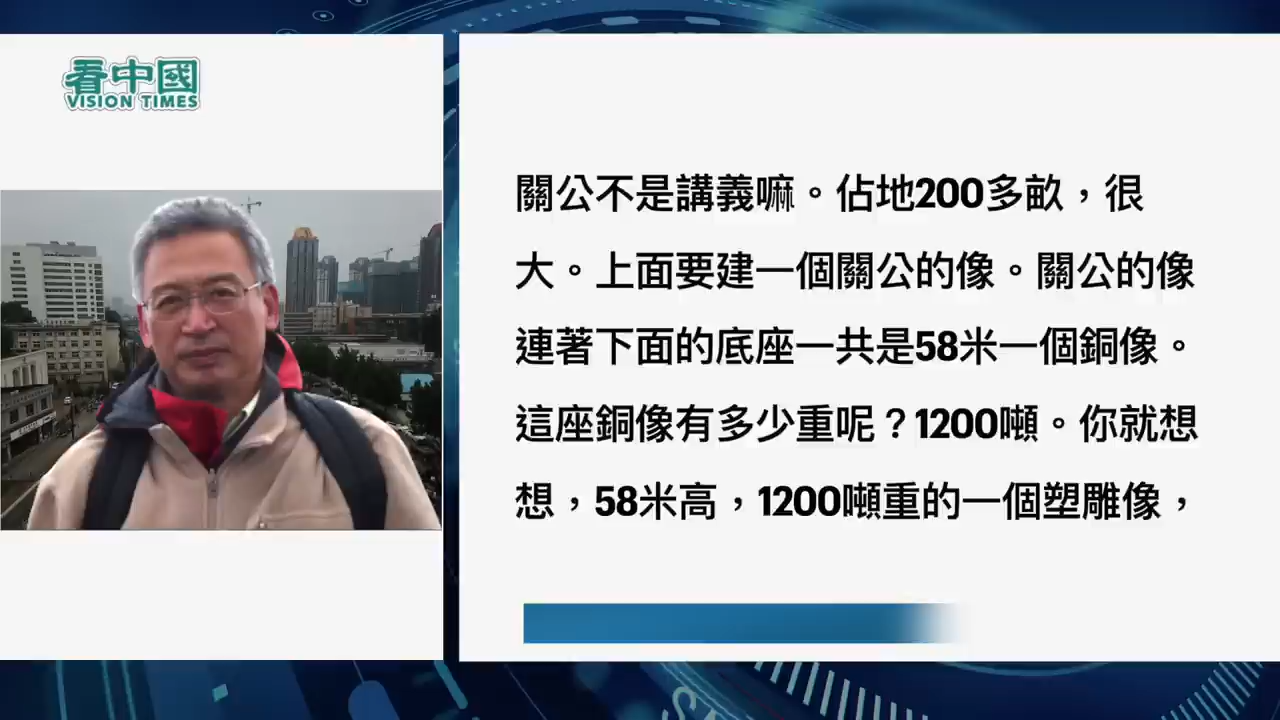 看中國
VISION TIMES
關公不是講義嘛。佔地200多畝，很
大。上面要建一個關公的像。關公的像
連著下面的底座一共是58米一個銅像。
這座銅像有多少重呢？1200噸。你就想
想，58米高，1200噸重的一個塑雕像，